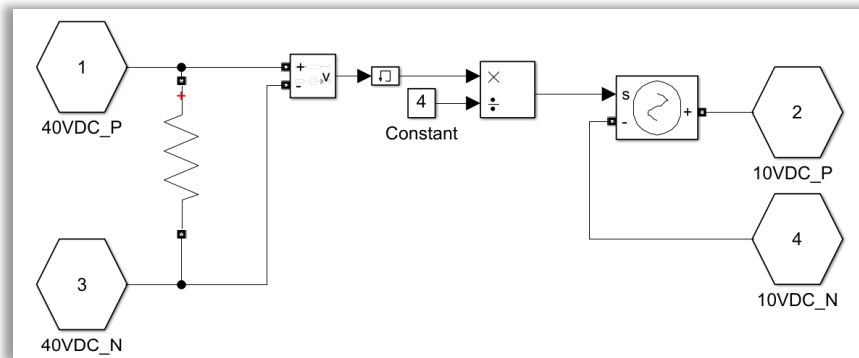 1
40VDC_P
+
+
-
v
4
Constant
×
÷
s
-
+
2
10VDC_P
4
10VDC_N
3
40VDC_N